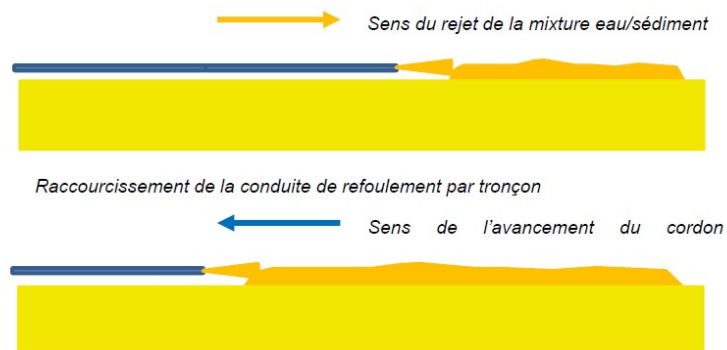 Sens du rejet de la mixture eau/sédiment
Raccourcissement de la conduite de refoulement par tronçon
Sens de l'avancement du cordon